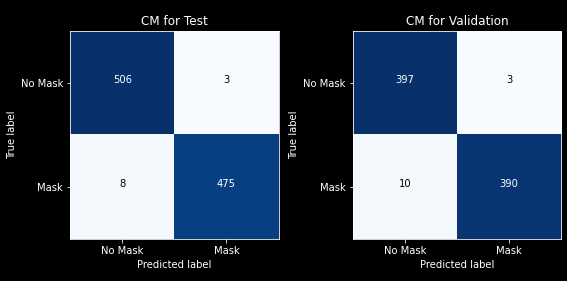 CM for Test
No Mask
506
3
Mask
8
475
No Mask
Mask
Predicted label
True label
CM for Validation
No Mask
397
3
Mask
10
390
No Mask
Mask
Predicted label
True label